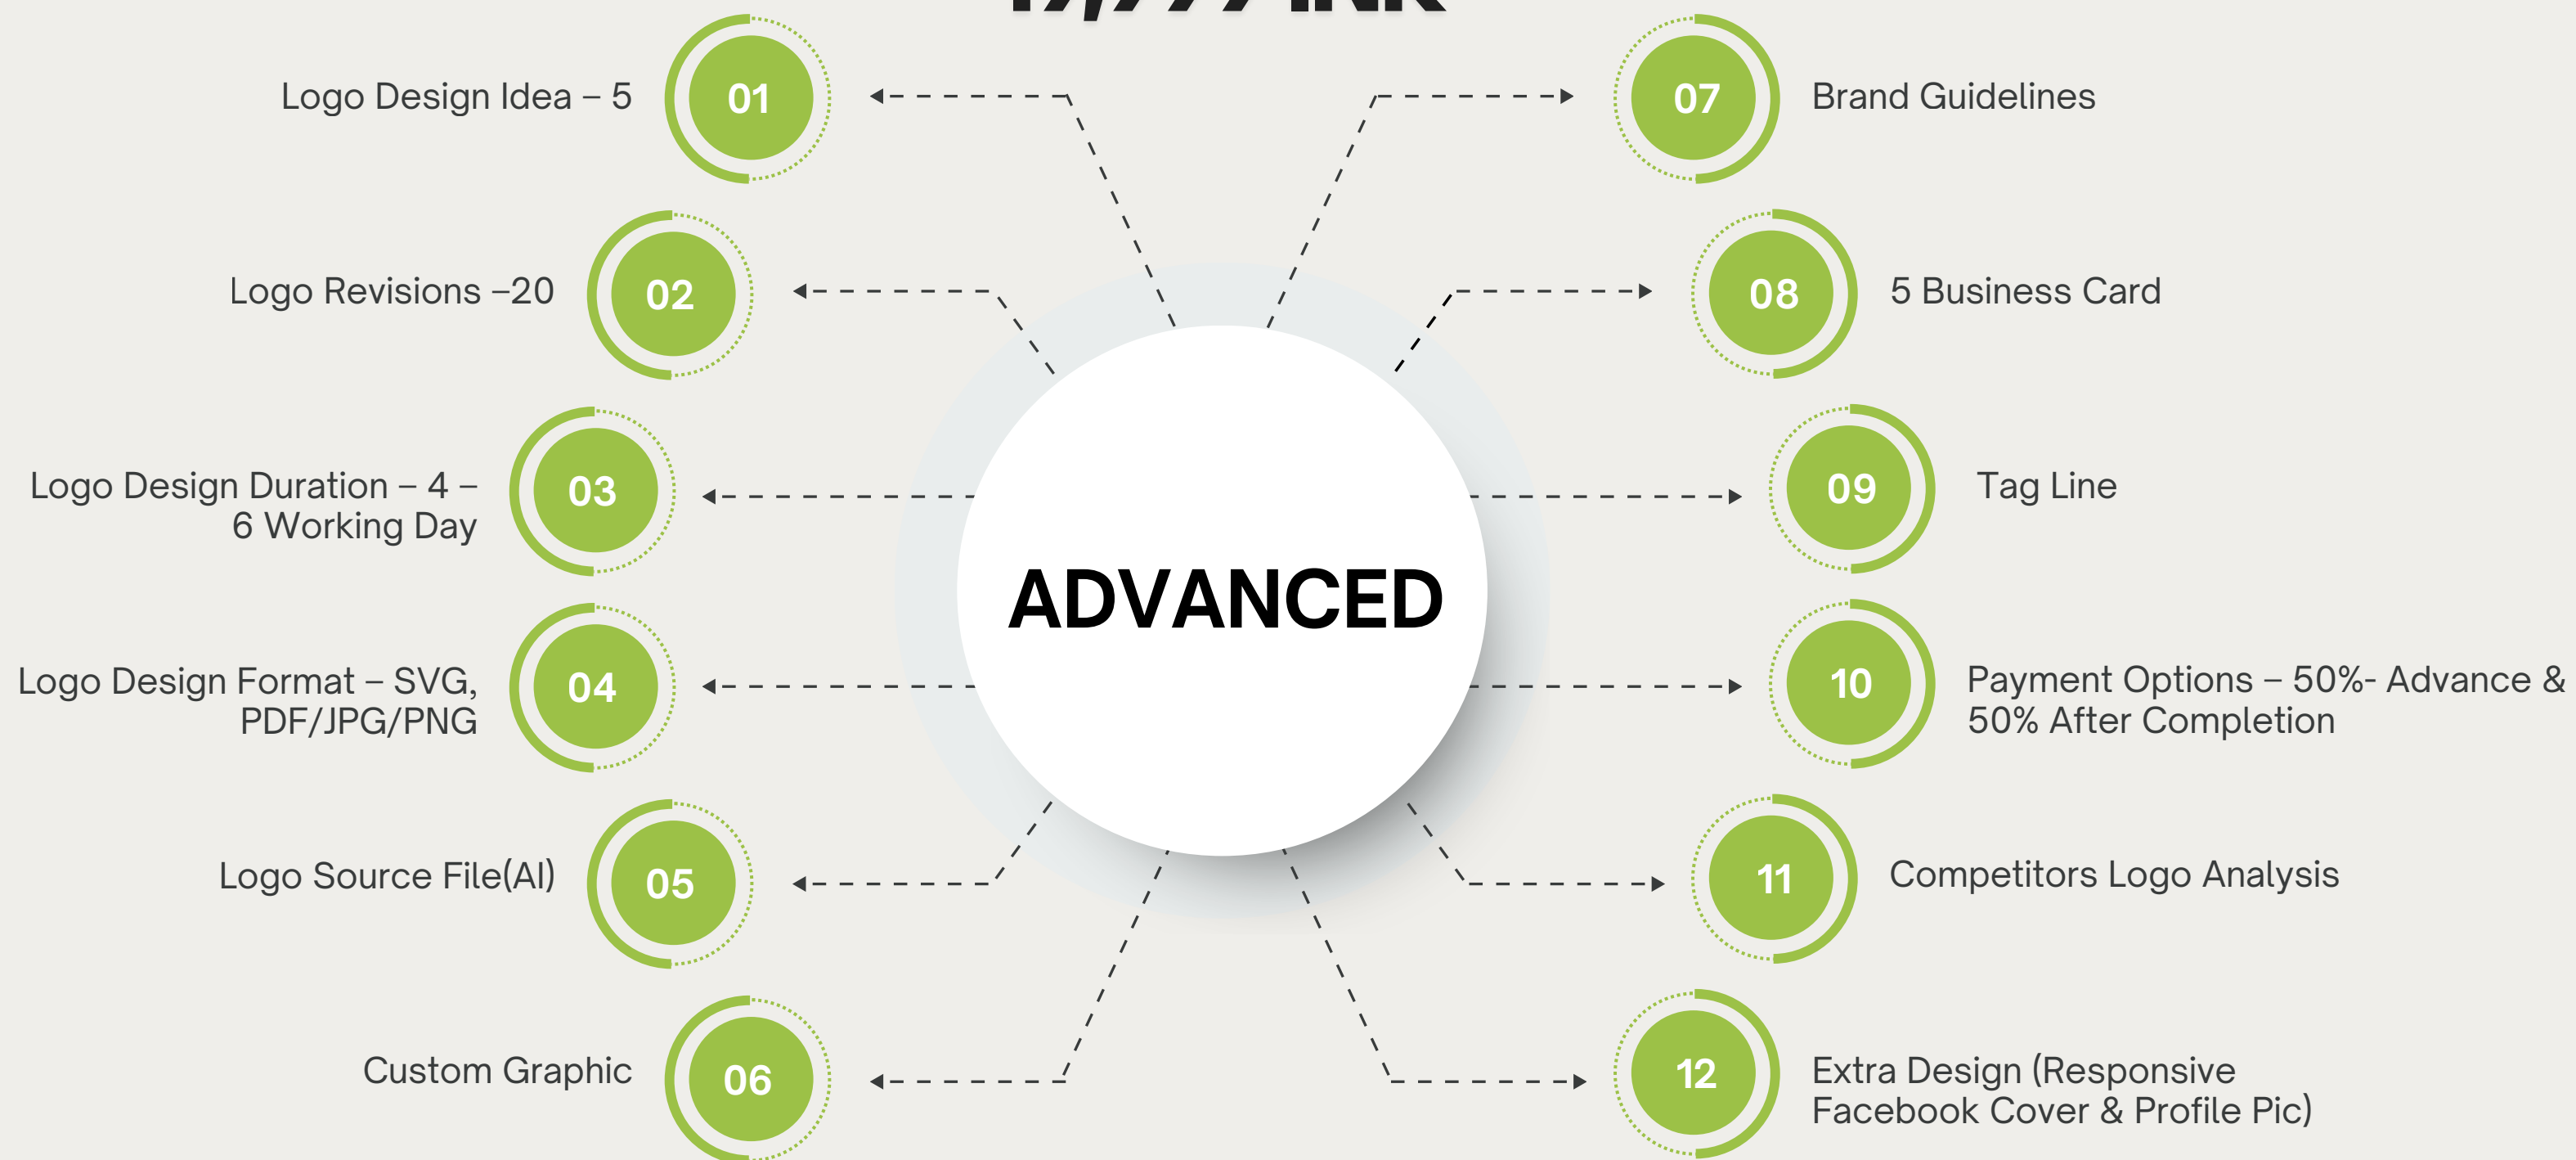 01
Logo Design Idea – 5
02
Logo Revisions –20
03
Logo Design Duration – 4 –
6 Working Day
04
Logo Design Format – SVG,
PDF/JPG/PNG
05
Logo Source File(AI)
06
Custom Graphic
ADVANCED
07
Brand Guidelines
08
5 Business Card
09
Tag Line
10
Payment Options – 50%- Advance &
50% After Completion
11
Competitors Logo Analysis
12
Extra Design (Responsive
Facebook Cover & Profile Pic)